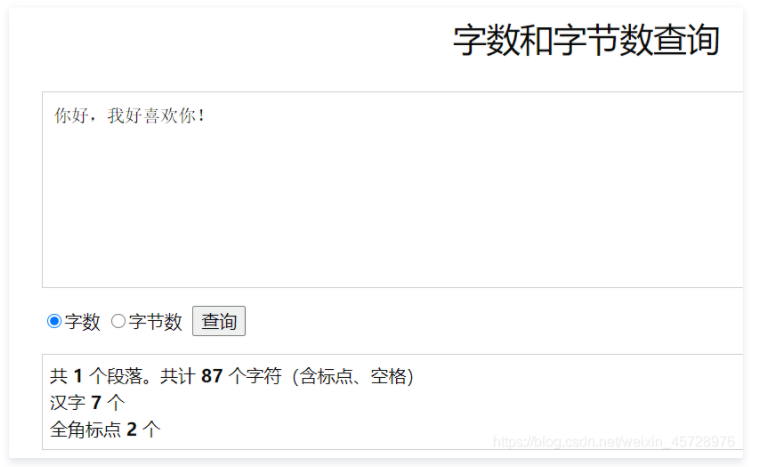 字数和字节数查询
你好，我好喜欢你！
字数 字节数 查询
共 1 个段落。共计 87 个字符（含标点、空格）
汉字 7 个
全角标点 2 个
https://blog.csdn.net/weixin_45728976